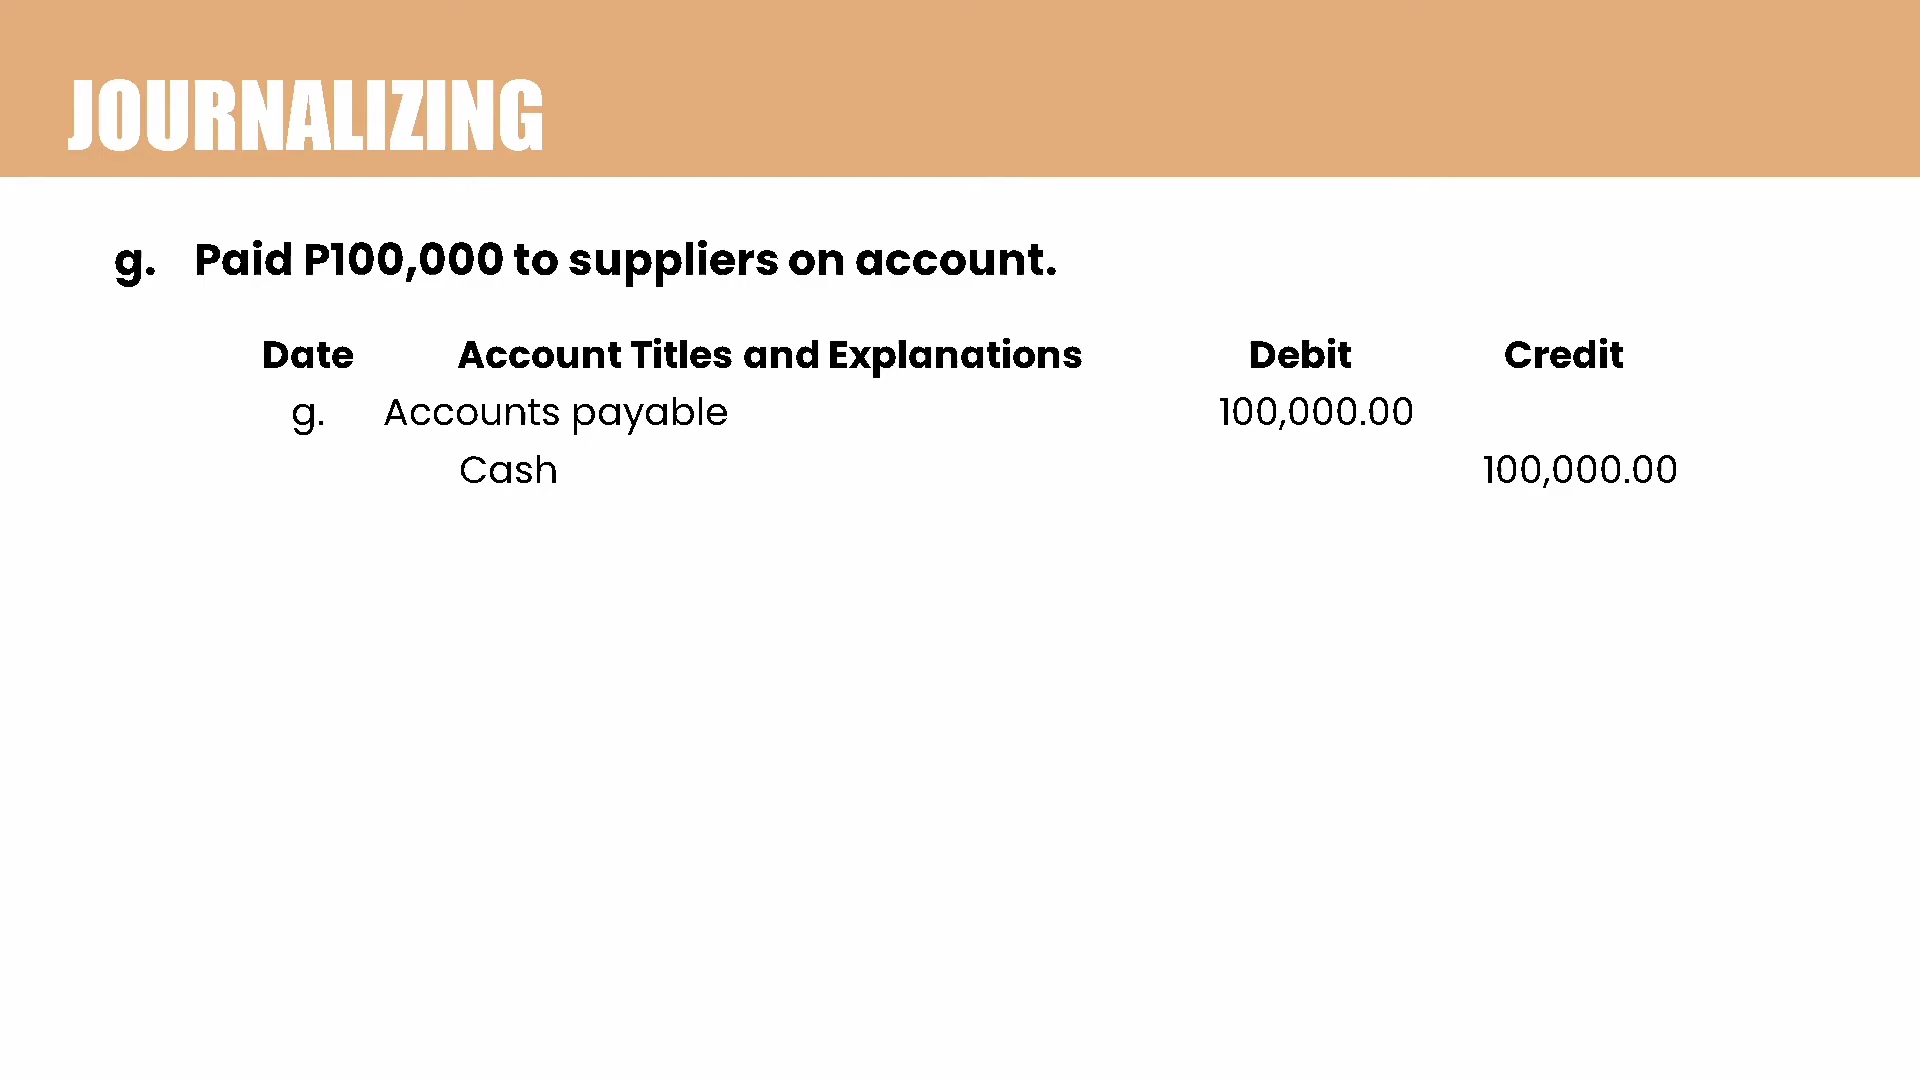 JOURNALIZING
g. Paid P100,000 to suppliers on account.
Date Account Titles and Explanations Debit Credit
g. Accounts payable 100,000.00
Cash 100,000.00